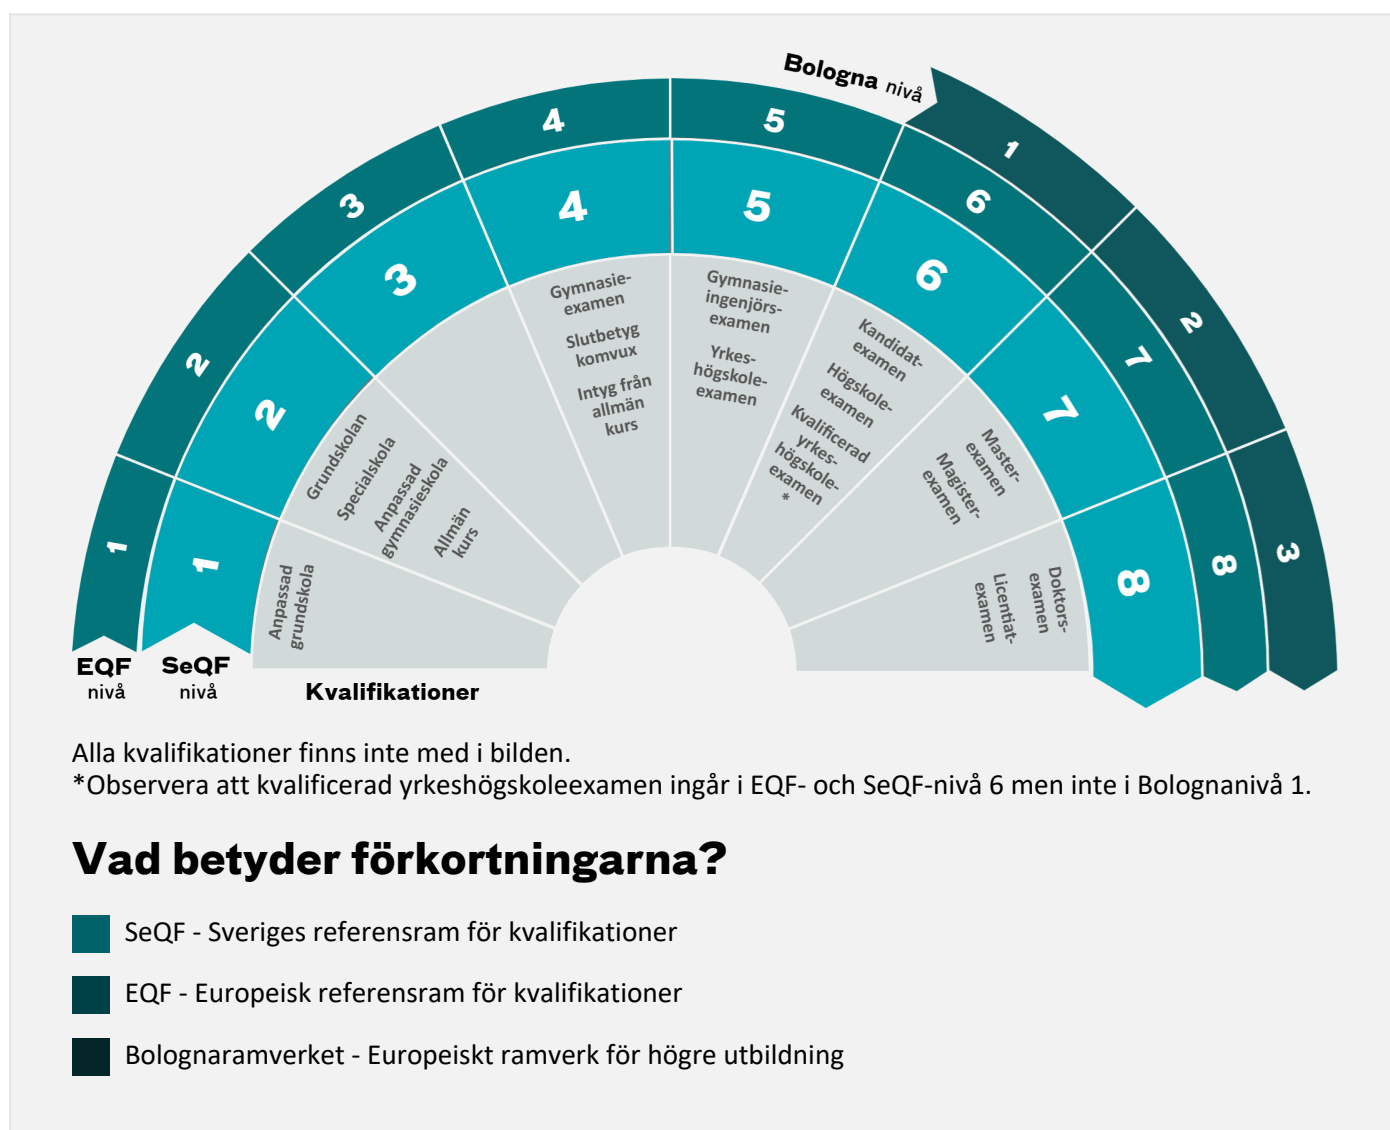 Bologna nivå
1
2
3
1
2
3
4
5
6
7
8
1
2
3
4
5
6
7
8
Anpassad
grundskola
Grundskolan
Specialskola
Anpassad
gymnasieskola
Allmän
kurs
Gymnasie-
examen
Slutbetyg
komvux
Intyg från
allmän
kurs
Gymnasie-
ingenjörs-
examen
Yrkes-
högskole-
examen
Kandidat-
examen
Högskole-
examen
Kvalificerad
yrkes-
högskole-
examen
*
Master-
examen
Magister-
examen
Doktors-
examen
Licentiat-
examen
EQF
nivå
SeQF
nivå
Kvalifikationer
Alla kvalifikationer finns inte med i bilden.
*Observera att kvalificerad yrkeshögskoleexamen ingår i EQF- och SeQF-nivå 6 men inte i Bolognanivå 1.
Vad betyder förkortningarna?
SeQF - Sveriges referensram för kvalifikationer
EQF - Europeisk referensram för kvalifikationer
Bolognaramverket - Europeiskt ramverk för högre utbildning